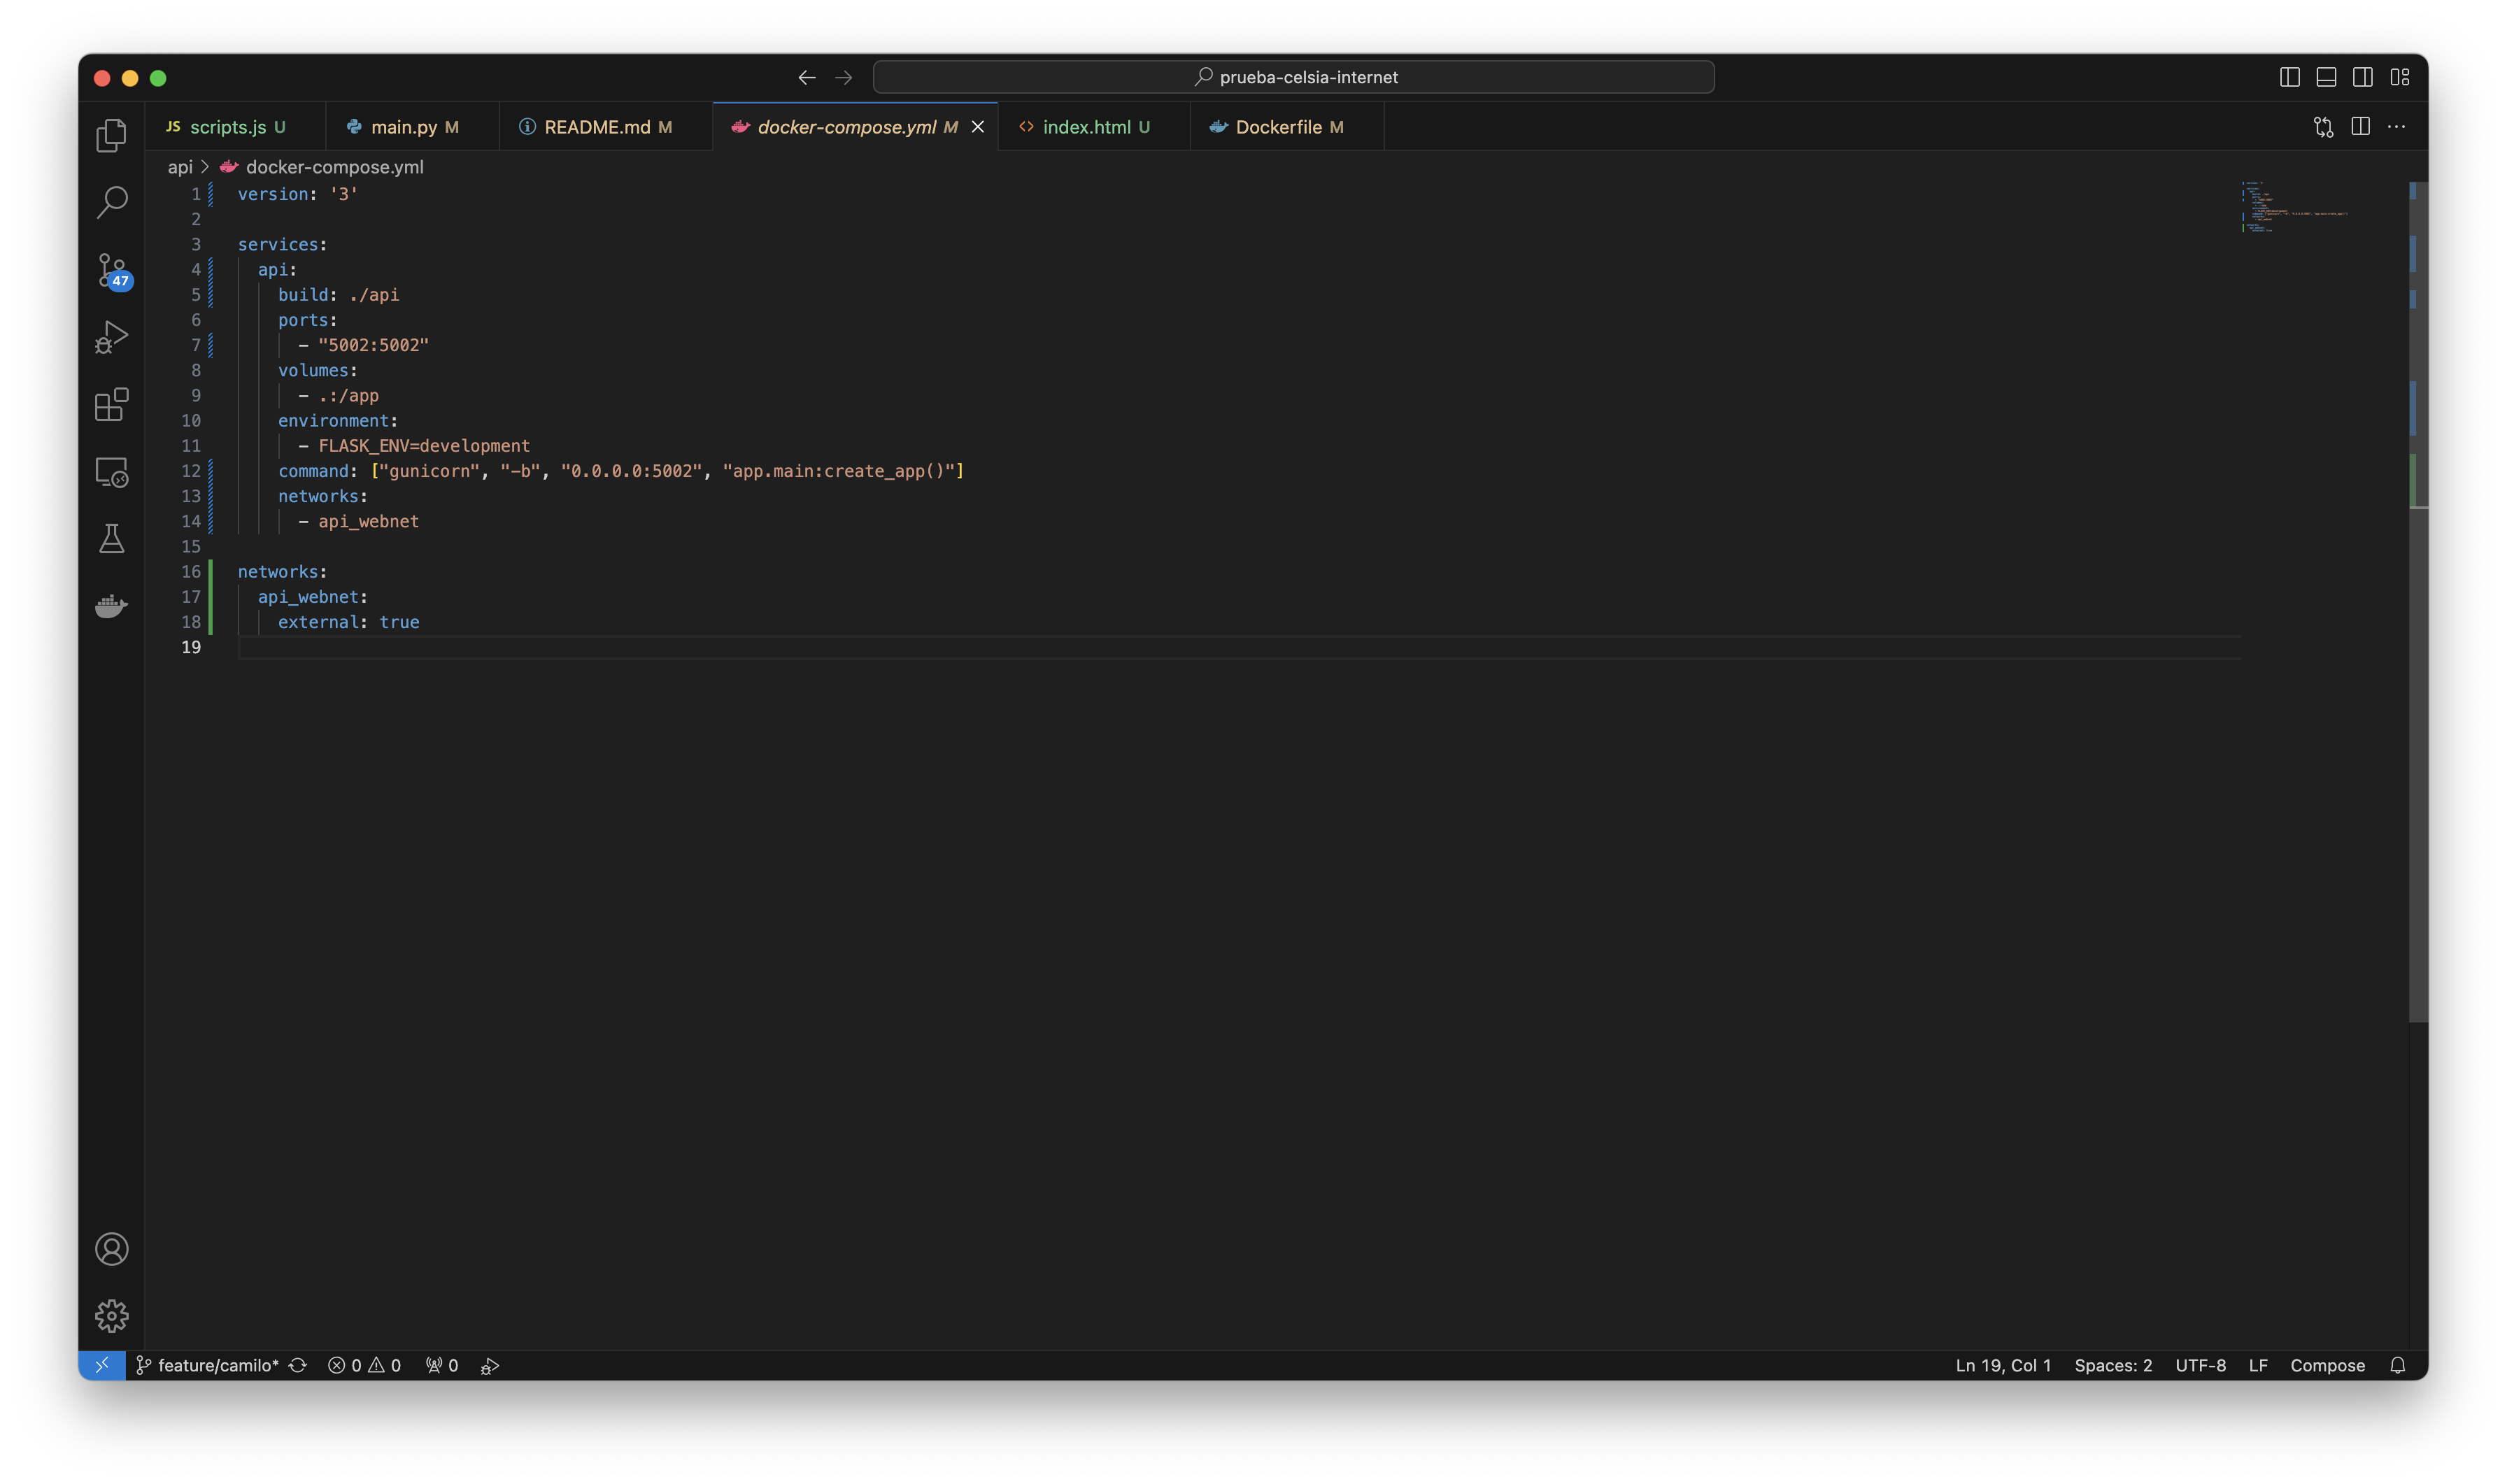 prueba-celsia-internet
JS scripts.js U
main.py M
README.md M
docker-compose.yml M
index.html U
Dockerfile M
api > docker-compose.yml
47
1 version: '3'
2
3 services:
4   api:
5     build: ./api
6     ports:
7       - "5002:5002"
8     volumes:
9       - .:/app
10     environment:
11       - FLASK_ENV=development
12     command: ["gunicorn", "-b", "0.0.0.0:5002", "app.main:create_app()"]
13     networks:
14       - api_webnet
15
16 networks:
17   api_webnet:
18     external: true
19
feature/camilo* 0 0 0 Ln 19, Col 1 Spaces: 2 UTF-8 LF Compose